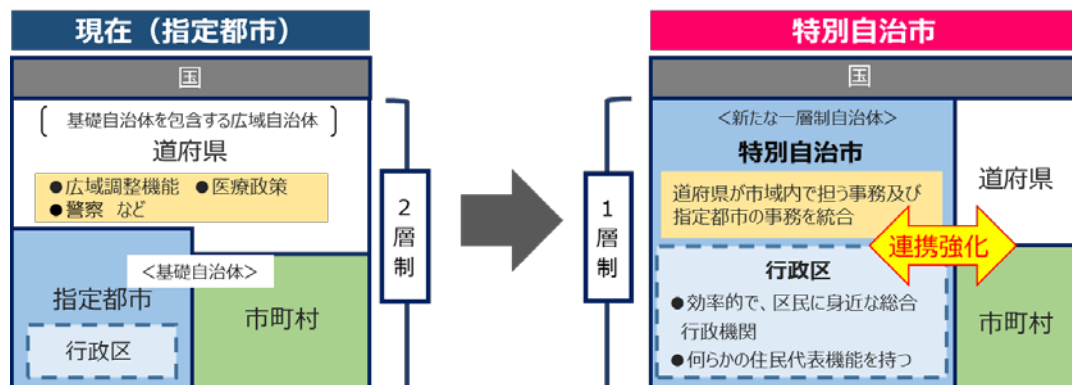 現在（指定都市）
国
基礎自治体を包含する広域自治体
道府県
●広域調整機能 ●医療政策
●警察 など
＜基礎自治体＞
指定都市
行政区
市町村
2層制
特別自治市
国
＜新たな一層制自治体＞
特別自治市
道府県が市域内で担う事務及び
指定都市の事務を統合
道府県
連携強化
行政区
●効率的で、区民に身近な総合
行政機関
●何らかの住民代表機能を持つ
市町村
1層制